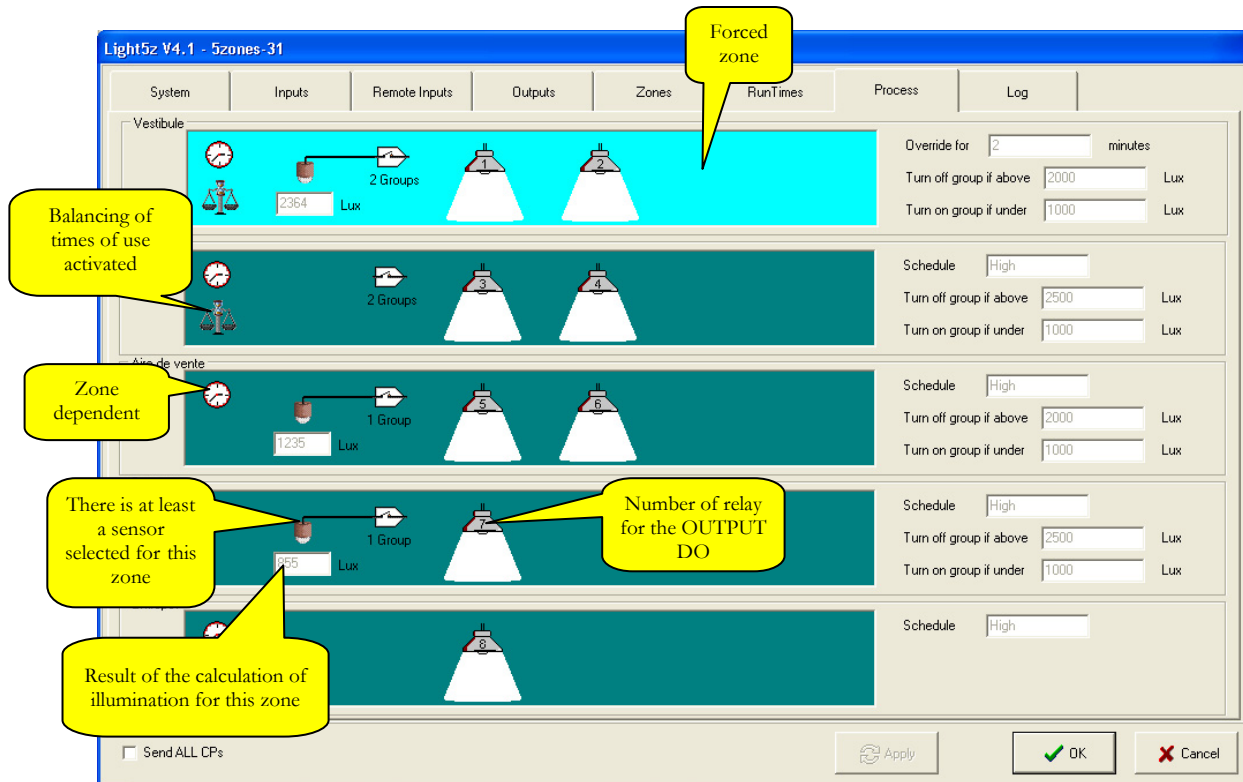 Forced
zone
Light5z V4.1 - 5zones-31
System Inputs Remote Inputs Outputs Zones RunTimes Process Log
Vestibule
1 2
2 Groups
2364 Lux
Override for 2 minutes
Turn off group if above 2000 Lux
Turn on group if under 1000 Lux
Balancing of
times of use
activated
3 4
2 Groups
Schedule High
Turn off group if above 2500 Lux
Turn on group if under 1000 Lux
Aire de vente
Zone
dependent
5 6
1 Group
1235 Lux
Schedule High
Turn off group if above 2000 Lux
Turn on group if under 1000 Lux
There is at least
a sensor
selected for this
zone
7
1 Group
855 Lux
Number of relay
for the OUTPUT
DO
Schedule High
Turn off group if above 2500 Lux
Turn on group if under 1000 Lux
8
Schedule High
Result of the calculation of
illumination for this zone
Send ALL CPs
Apply OK Cancel